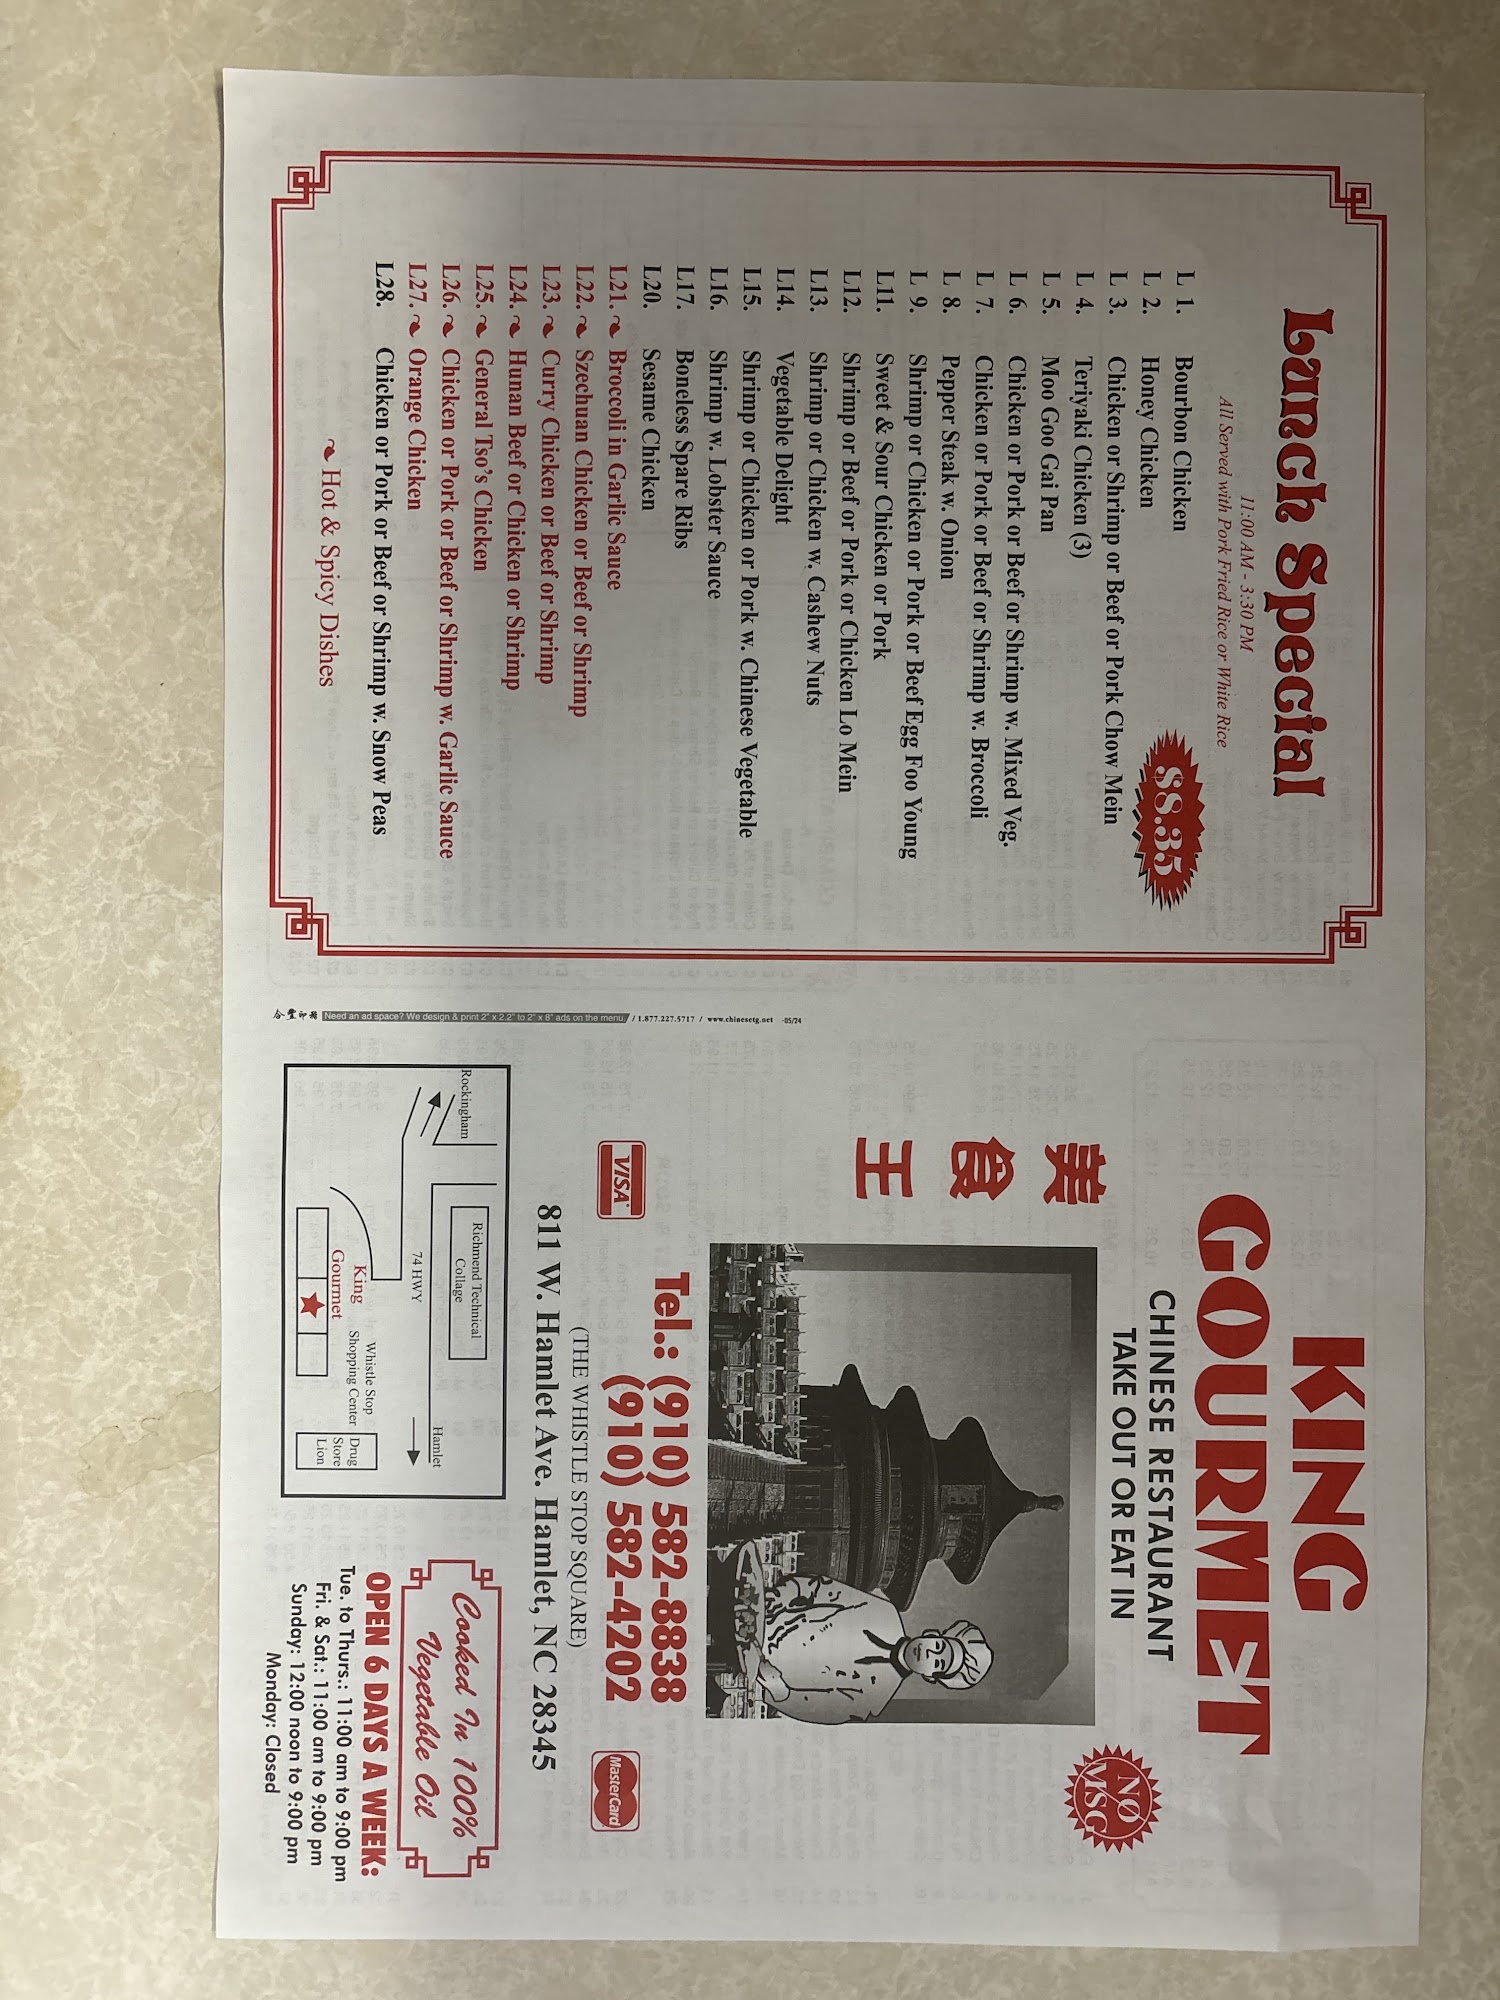 Lunch Special
11:00 AM - 3:30 PM
All Served with Pork Fried Rice or White Rice
$8.35
L 1. Bourbon Chicken
L 2. Honey Chicken
L 3. Chicken or Shrimp or Beef or Pork Chow Mein
L 4. Teriyaki Chicken (3)
L 5. Moo Goo Gai Pan
L 6. Chicken or Pork or Beef or Shrimp w. Mixed Veg.
L 7. Chicken or Pork or Beef or Shrimp w. Broccoli
L 8. Pepper Steak w. Onion
L 9. Shrimp or Chicken or Pork or Beef Egg Foo Young
L11. Sweet & Sour Chicken or Pork
L12. Shrimp or Beef or Pork or Chicken Lo Mein
L13. Shrimp or Chicken w. Cashew Nuts
L14. Vegetable Delight
L15. Shrimp or Chicken or Pork w. Chinese Vegetable
L16. Shrimp w. Lobster Sauce
L17. Boneless Spare Ribs
L20. Sesame Chicken
L21. Broccoli in Garlic Sauce
L22. Szechuan Chicken or Beef or Shrimp
L23. Curry Chicken or Beef or Shrimp
L24. Hunan Beef or Chicken or Shrimp
L25. General Tso's Chicken
L26. Chicken or Pork or Beef or Shrimp w. Garlic Sauce
L27. Orange Chicken
L28. Chicken or Pork or Beef or Shrimp w. Snow Peas
Hot & Spicy Dishes
合豐印務 Need an ad space? We design & print 2" x 2.2" to 2" x 8" ads on the menu. / 1.877.227.5717 / www.chinesetg.net -05/24
KING
GOURMET
CHINESE RESTAURANT
TAKE OUT OR EAT IN
NO
MSG
美
食
王
Tel.: (910) 582-8838
(910) 582-4202
VISA
MasterCard
(THE WHISTLE STOP SQUARE)
811 W. Hamlet Ave. Hamlet, NC 28345
Rockingham
Richmend Technical
Collage
74 HWY
Hamlet
King
Gourmet
Whistle Stop
Shopping Center
Drug
Store
Lion
Cooked In 100%
Vegetable Oil
OPEN 6 DAYS A WEEK:
Tue. to Thurs.: 11:00 am to 9:00 pm
Fri. & Sat.: 11:00 am to 9:00 pm
Sunday: 12:00 noon to 9:00 pm
Monday: Closed